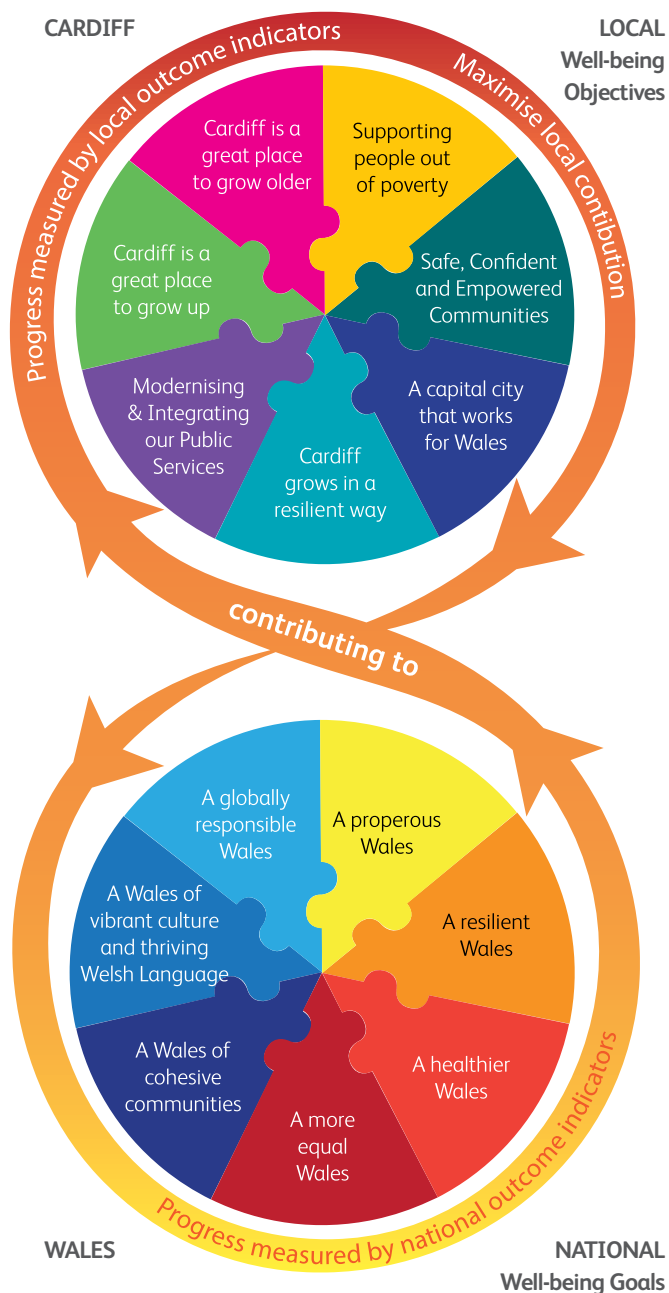 CARDIFF
LOCAL
Well-being
Objectives
Progress measured by local outcome indicators
Maximise local contibution
Cardiff is a
great place
to grow older
Supporting
people out
of poverty
Safe, Confident
and Empowered
Communities
A capital city
that works
for Wales
Cardiff
grows in a
resilient way
Modernising
& Integrating
our Public
Services
Cardiff is a
great place
to grow up
contributing to
A globally
responsible
Wales
A properous
Wales
A resilient
Wales
A healthier
Wales
A more
equal
Wales
A Wales of
cohesive
communities
A Wales of
vibrant culture
and thriving
Welsh Language
Progress measured by national outcome indicators
WALES
NATIONAL
Well-being Goals